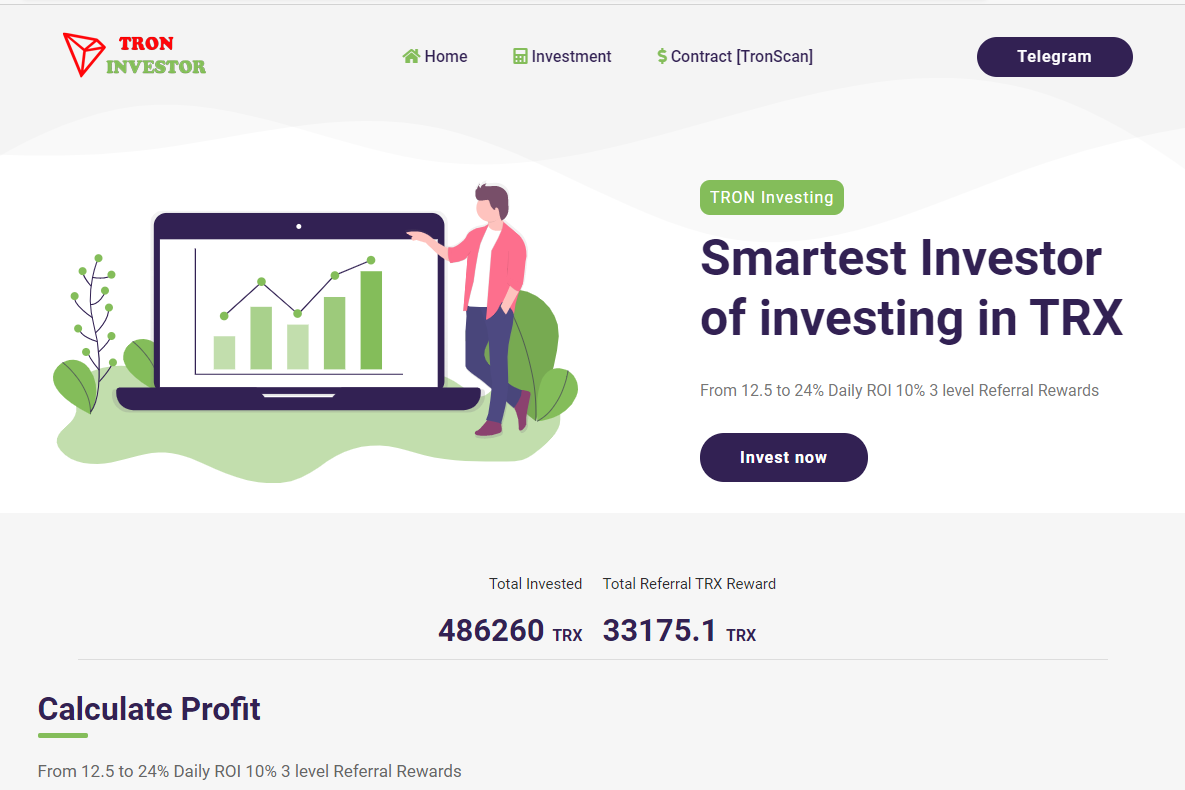 TRON
INVESTOR
Home
Investment
Contract [TronScan]
Telegram
TRON Investing
Smartest Investor
of investing in TRX
From 12.5 to 24% Daily ROI 10% 3 level Referral Rewards
Invest now
Total Invested
486260 TRX
Total Referral TRX Reward
33175.1 TRX
Calculate Profit
From 12.5 to 24% Daily ROI 10% 3 level Referral Rewards